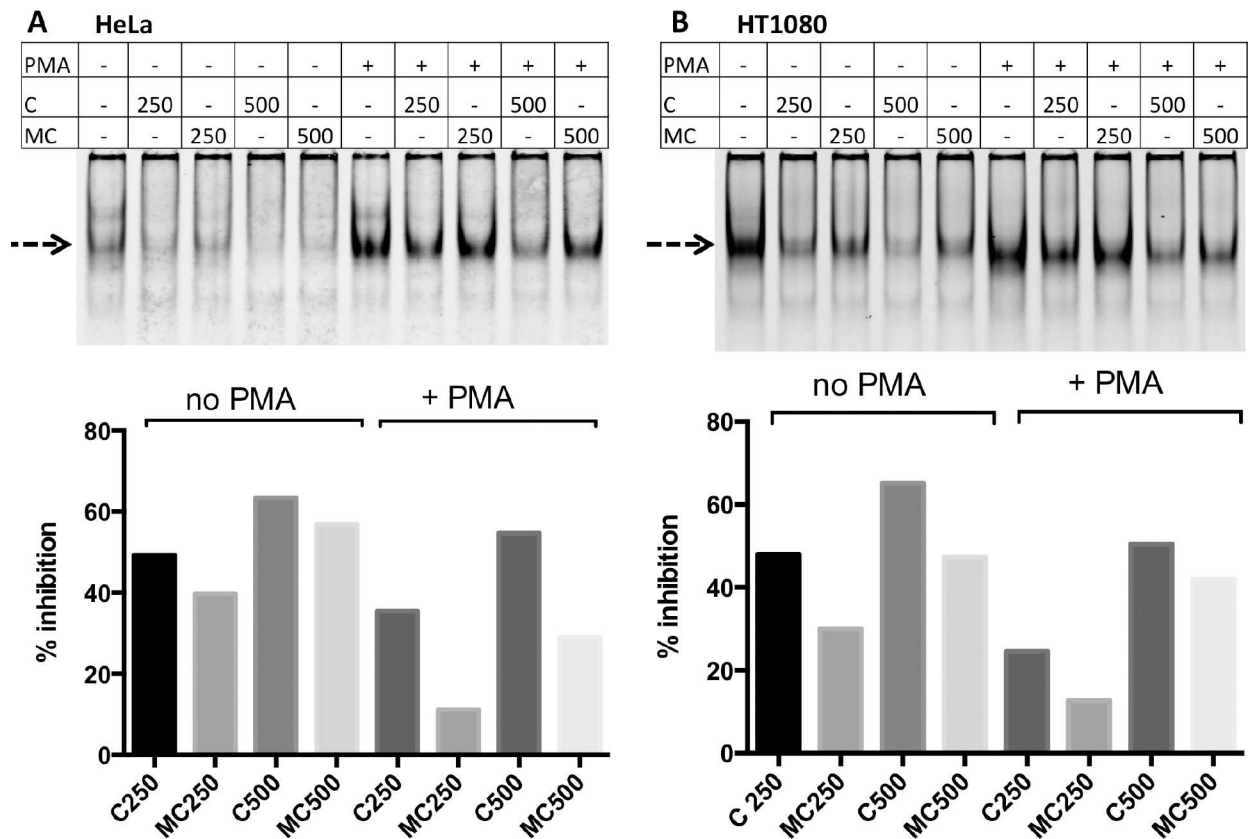 A HeLa
PMA - - - - - + + + + +
C - 250 - 500 - - 250 - 500 -
MC - - 250 - 500 - - 250 - 500
no PMA + PMA
80
60
40
20
0
% inhibition
C250 MC250 C500 MC500 C250 MC250 C500 MC500
B HT1080
PMA - - - - - + + + + +
C - 250 - 500 - - 250 - 500 -
MC - - 250 - 500 - - 250 - 500
no PMA + PMA
80
60
40
20
0
% inhibition
C 250 MC250 C500 MC500 C250 MC250 C500 MC500